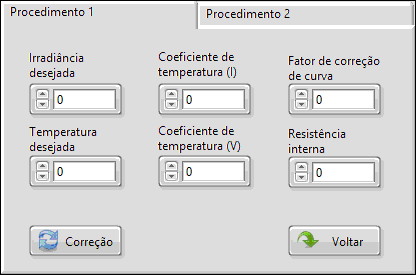 Procedimento 1
Procedimento 2
Irradiância
desejada
0
Coeficiente de
temperatura (I)
0
Fator de correção
de curva
0
Temperatura
desejada
0
Coeficiente de
temperatura (V)
0
Resistência
interna
0
Correção
Voltar